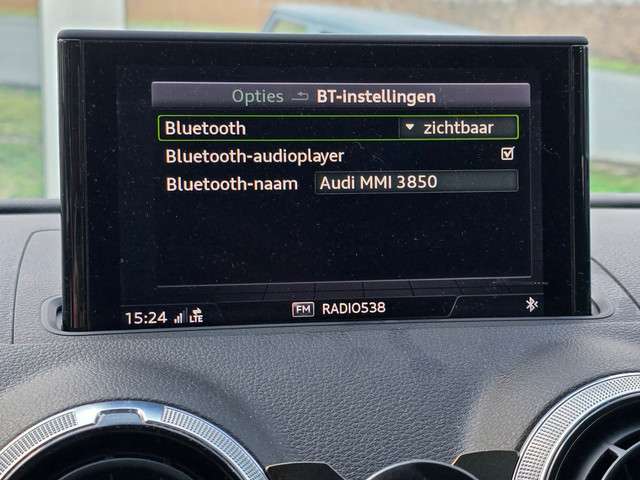 Opties BT-instellingen
Bluetooth zichtbaar
Bluetooth-audioplayer
Bluetooth-naam Audi MMI 3850
15:24 LTE FM RADIO538